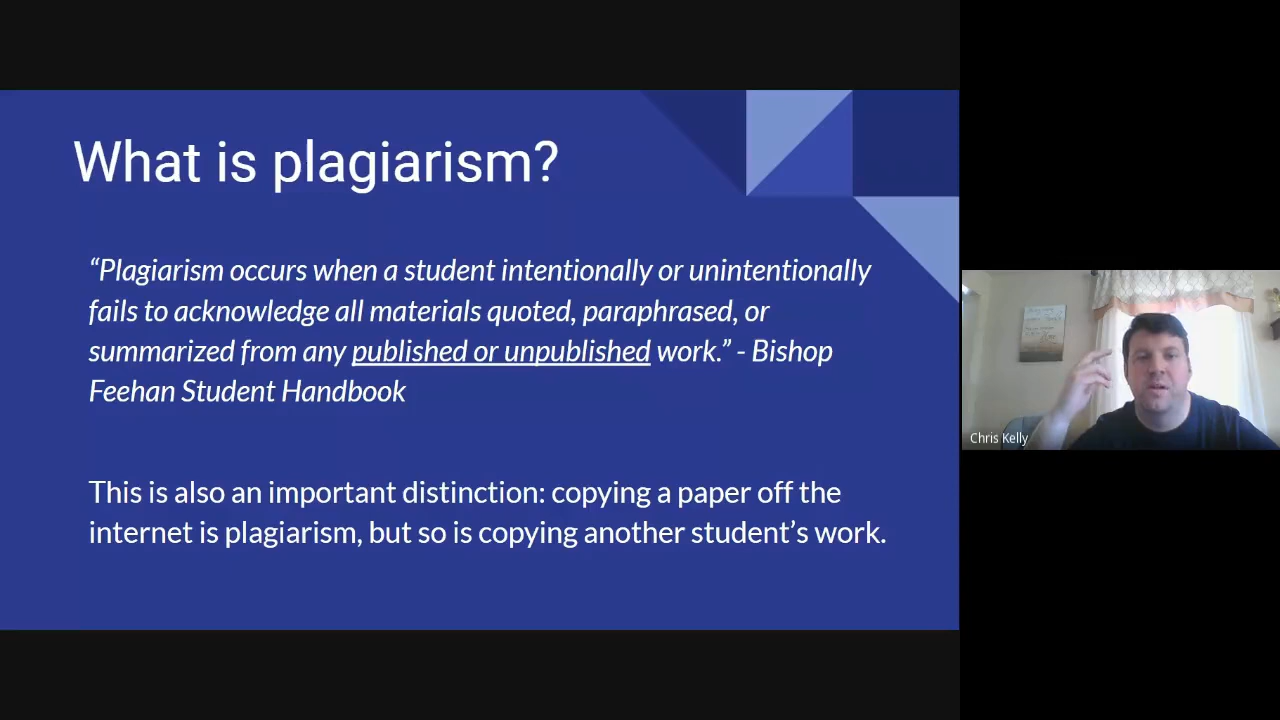 What is plagiarism?
“Plagiarism occurs when a student intentionally or unintentionally
fails to acknowledge all materials quoted, paraphrased, or
summarized from any published or unpublished work.” - Bishop
Feehan Student Handbook
This is also an important distinction: copying a paper off the
internet is plagiarism, but so is copying another student’s work.
Chris Kelly